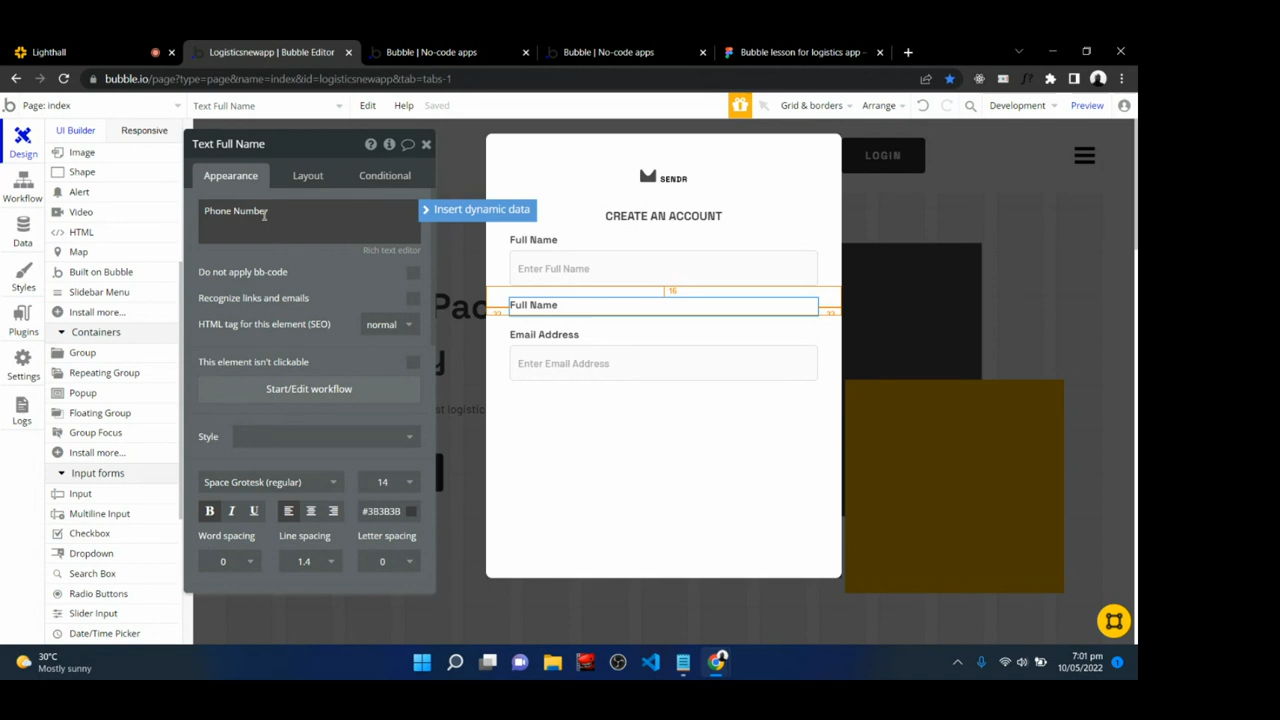 Lighthall
Logisticsnewapp | Bubble Editor
Bubble | No-code apps
Bubble | No-code apps
Bubble lesson for logistics app –
bubble.io/page?type=page&name=index&id=logisticsnewapp&tab=tabs-1
Page: index
Text Full Name
Edit
Help
Saved
Grid & borders
Arrange
Development
Preview
Design
Workflow
Data
Styles
Plugins
Settings
Logs
UI Builder
Responsive
Image
Shape
Alert
Video
</> HTML
Map
Built on Bubble
Slidebar Menu
Install more...
Containers
Group
Repeating Group
Popup
Floating Group
Group Focus
Install more...
Input forms
Input
Multiline Input
Checkbox
Dropdown
Search Box
Radio Buttons
Slider Input
Date/Time Picker
Text Full Name
Appearance
Layout
Conditional
Phone Number
Insert dynamic data
Rich text editor
Do not apply bb-code
Recognize links and emails
HTML tag for this element (SEO)
normal
This element isn't clickable
Start/Edit workflow
Style
Space Grotesk (regular)
14
B I U
#3B3B3B
Word spacing
Line spacing
Letter spacing
0
1.4
0
SENDR
CREATE AN ACCOUNT
Full Name
Enter Full Name
16
Full Name
33
33
Email Address
Enter Email Address
LOGIN
Pac
y
st logistic
30°C
Mostly sunny
7:01 pm
10/05/2022
1